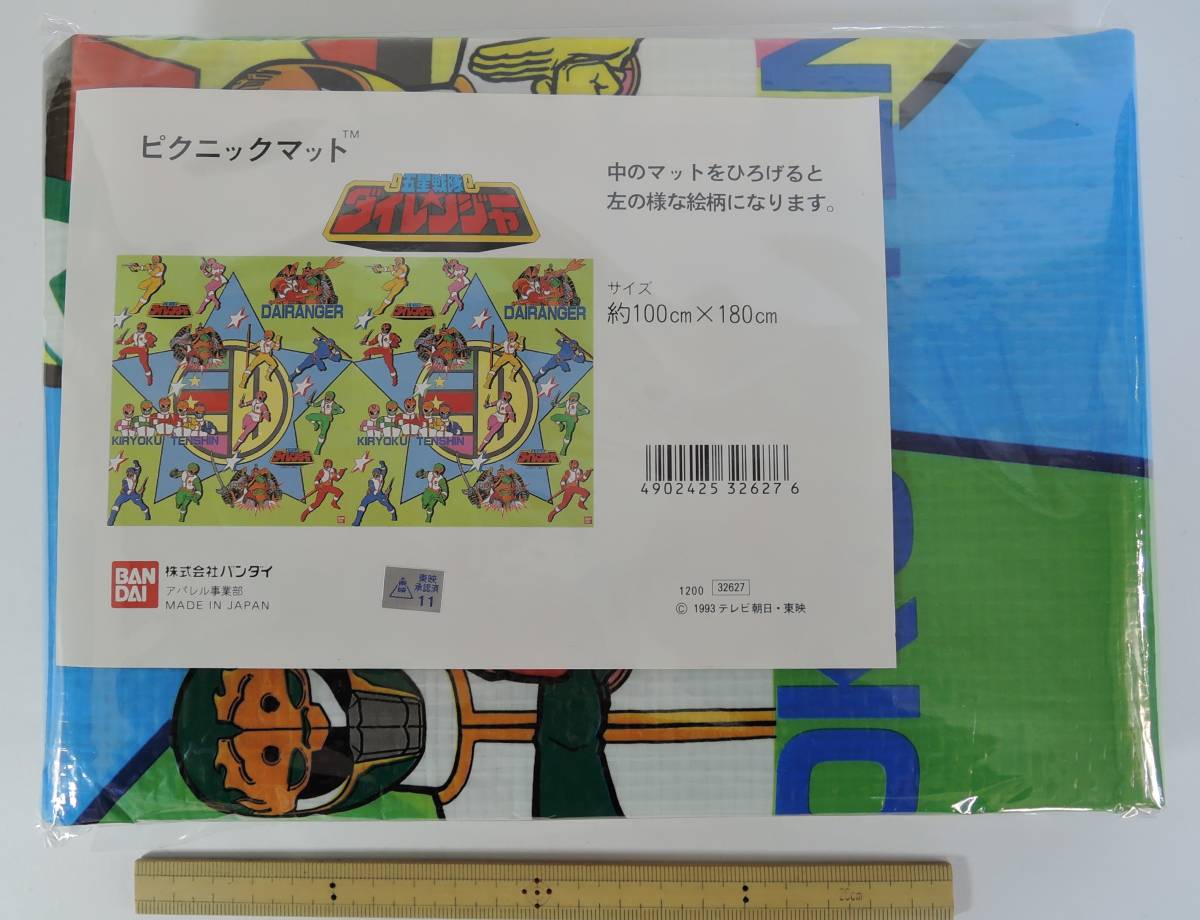 ピクニックマット™
五星戦隊
ダイレンジャー
中のマットをひろげると
左の様な絵柄になります。
サイズ
約100cm×180cm
DAIRANGER
DAIRANGER
KIRYOKU TENSHIN
KIRYOKU TENSHIN
4902425 326276
BAN
DAI
株式会社バンダイ
アパレル事業部
MADE IN JAPAN
東映
承認済
11
1200 32627
© 1993 テレビ朝日・東映
20cm